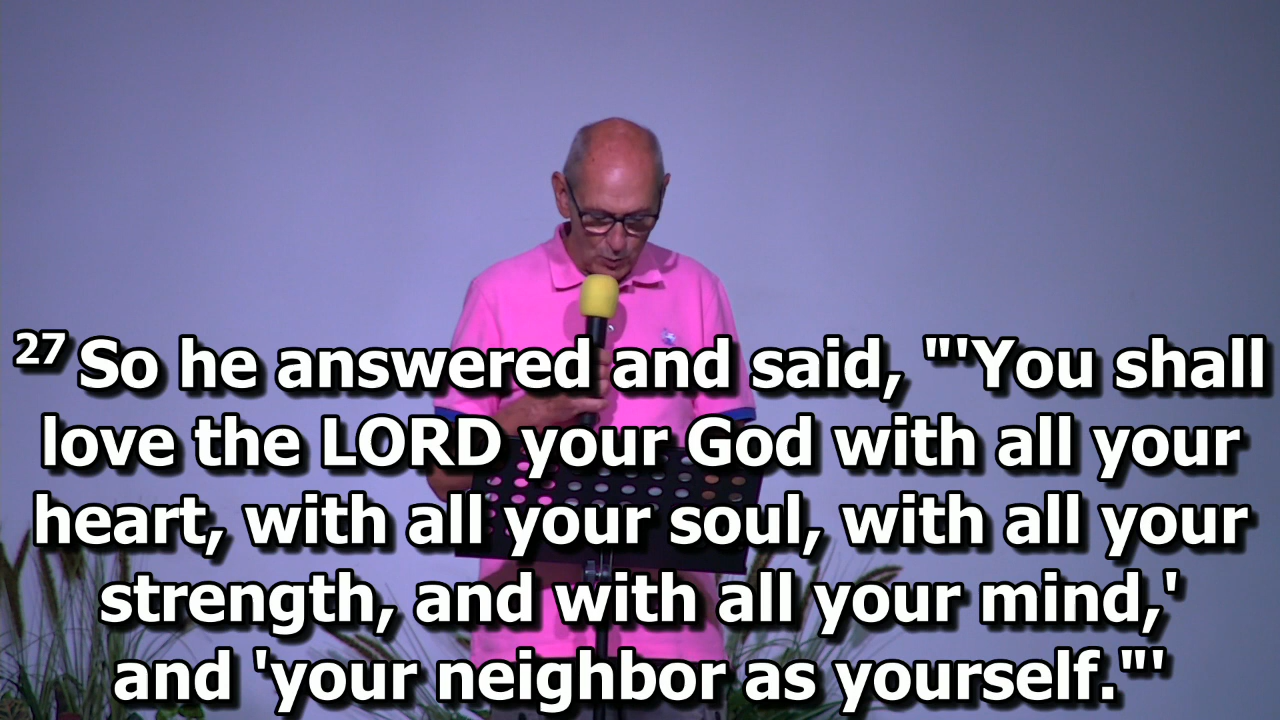 27 So he answered and said, "'You shall
love the LORD your God with all your
heart, with all your soul, with all your
strength, and with all your mind,'
and 'your neighbor as yourself."'